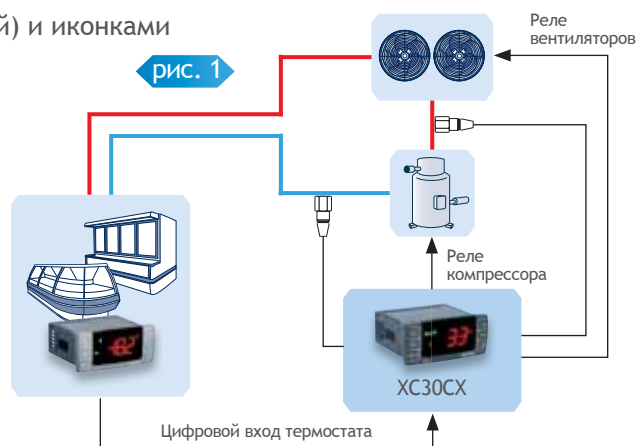 й) и иконками
рис. 1
Реле
вентиляторов
Реле
компрессора
XC30CX
Цифровой вход термостата